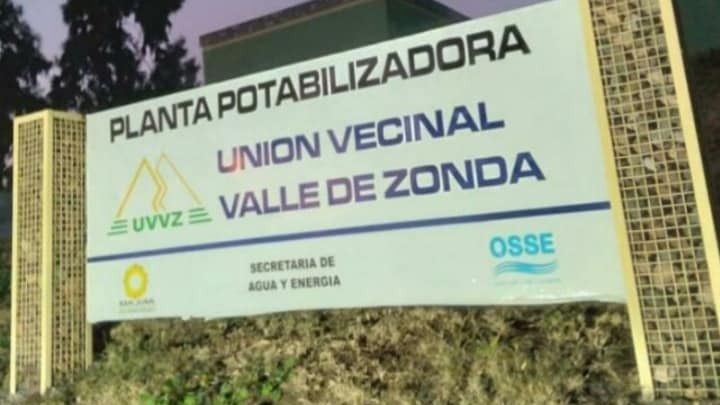 PLANTA POTABILIZADORA
UNION VECINAL
VALLE DE ZONDA
UVVZ
SAN JUAN
SECRETARIA DE
AGUA Y ENERGIA
OSSE